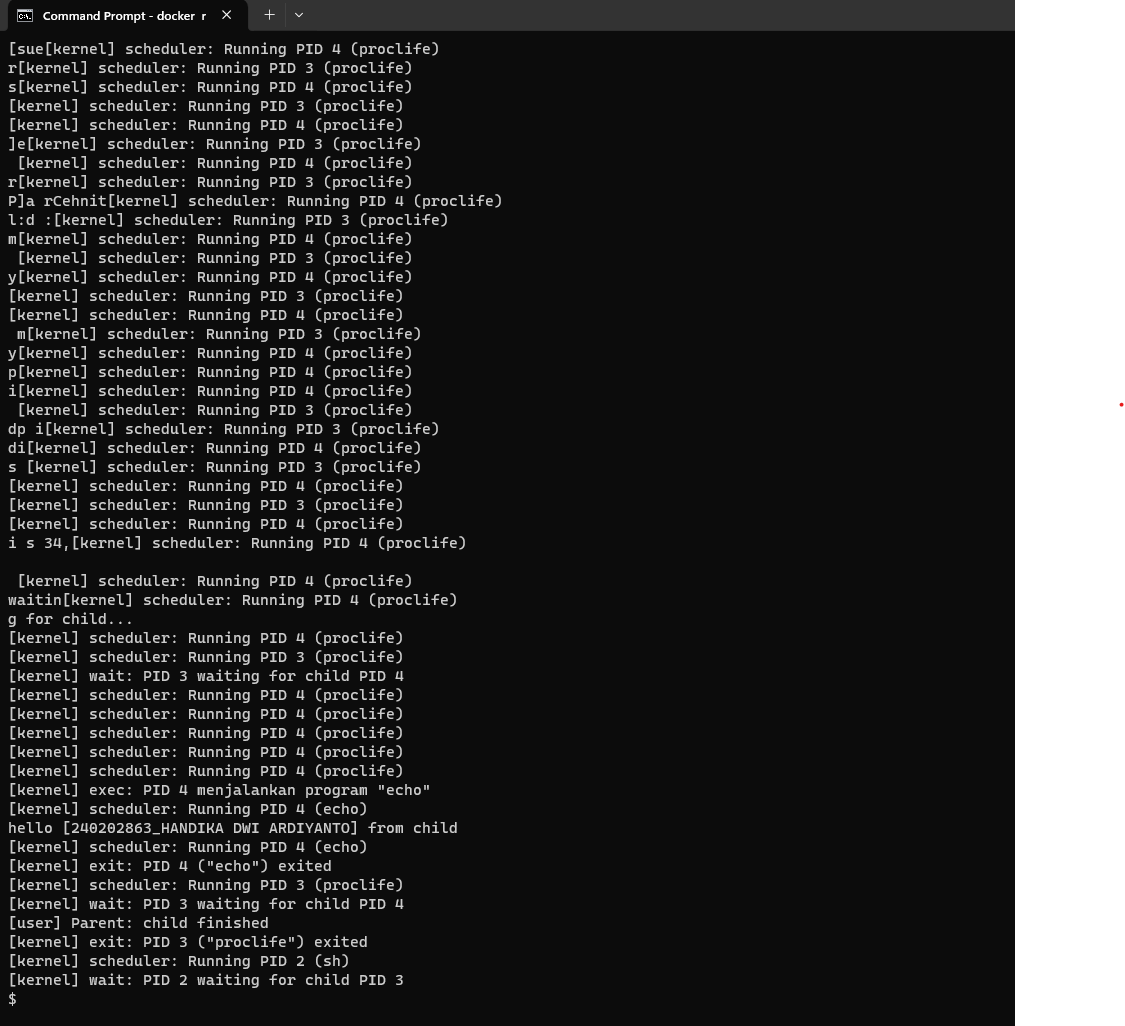 Command Prompt - docker r
[sue[kernel] scheduler: Running PID 4 (proclife)
r[kernel] scheduler: Running PID 3 (proclife)
s[kernel] scheduler: Running PID 4 (proclife)
[kernel] scheduler: Running PID 3 (proclife)
[kernel] scheduler: Running PID 4 (proclife)
]e[kernel] scheduler: Running PID 3 (proclife)
 [kernel] scheduler: Running PID 4 (proclife)
r[kernel] scheduler: Running PID 3 (proclife)
P]a rCehnit[kernel] scheduler: Running PID 4 (proclife)
l:d :[kernel] scheduler: Running PID 3 (proclife)
m[kernel] scheduler: Running PID 4 (proclife)
 [kernel] scheduler: Running PID 3 (proclife)
y[kernel] scheduler: Running PID 4 (proclife)
[kernel] scheduler: Running PID 3 (proclife)
[kernel] scheduler: Running PID 4 (proclife)
 m[kernel] scheduler: Running PID 3 (proclife)
y[kernel] scheduler: Running PID 4 (proclife)
p[kernel] scheduler: Running PID 4 (proclife)
i[kernel] scheduler: Running PID 4 (proclife)
 [kernel] scheduler: Running PID 3 (proclife)
dp i[kernel] scheduler: Running PID 3 (proclife)
di[kernel] scheduler: Running PID 4 (proclife)
s [kernel] scheduler: Running PID 3 (proclife)
[kernel] scheduler: Running PID 4 (proclife)
[kernel] scheduler: Running PID 3 (proclife)
[kernel] scheduler: Running PID 4 (proclife)
i s 34,[kernel] scheduler: Running PID 4 (proclife)

 [kernel] scheduler: Running PID 4 (proclife)
waitin[kernel] scheduler: Running PID 4 (proclife)
g for child...
[kernel] scheduler: Running PID 4 (proclife)
[kernel] scheduler: Running PID 3 (proclife)
[kernel] wait: PID 3 waiting for child PID 4
[kernel] scheduler: Running PID 4 (proclife)
[kernel] scheduler: Running PID 4 (proclife)
[kernel] scheduler: Running PID 4 (proclife)
[kernel] scheduler: Running PID 4 (proclife)
[kernel] scheduler: Running PID 4 (proclife)
[kernel] exec: PID 4 menjalankan program "echo"
[kernel] scheduler: Running PID 4 (echo)
hello [240202863_HANDIKA DWI ARDIYANTO] from child
[kernel] scheduler: Running PID 4 (echo)
[kernel] exit: PID 4 ("echo") exited
[kernel] scheduler: Running PID 3 (proclife)
[kernel] wait: PID 3 waiting for child PID 4
[user] Parent: child finished
[kernel] exit: PID 3 ("proclife") exited
[kernel] scheduler: Running PID 2 (sh)
[kernel] wait: PID 2 waiting for child PID 3
$